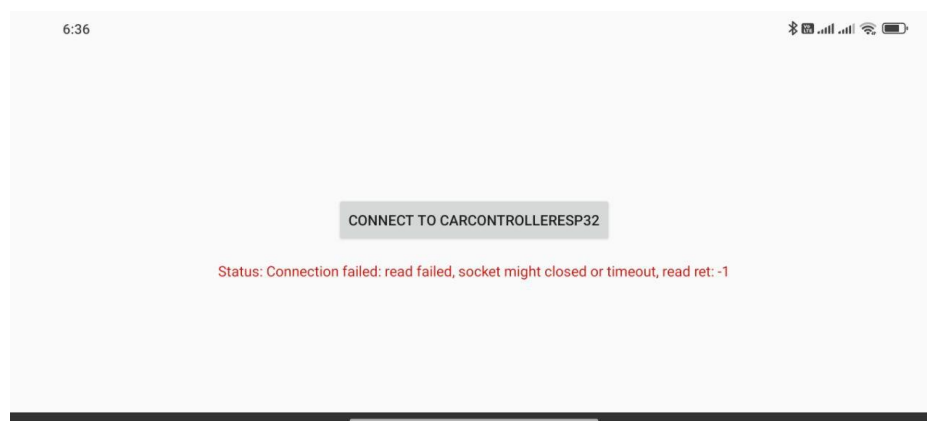 6:36
CONNECT TO CARCONTROLLERESP32
Status: Connection failed: read failed, socket might closed or timeout, read ret: -1